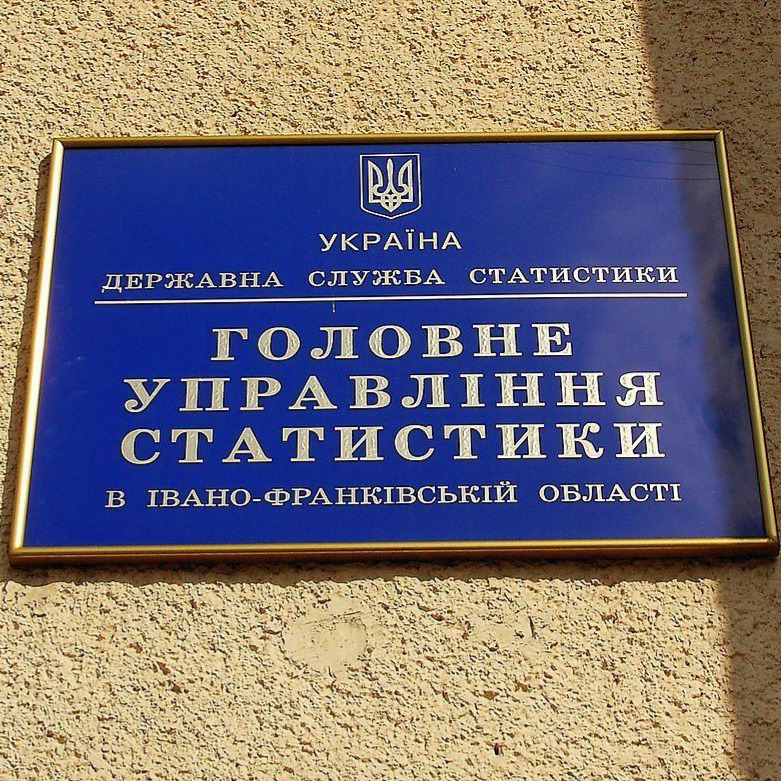 УКРАЇНА
ДЕРЖАВНА СЛУЖБА СТАТИСТИКИ
ГОЛОВНЕ
УПРАВЛІННЯ
СТАТИСТИКИ
В ІВАНО-ФРАНКІВСЬКІЙ ОБЛАСТІ